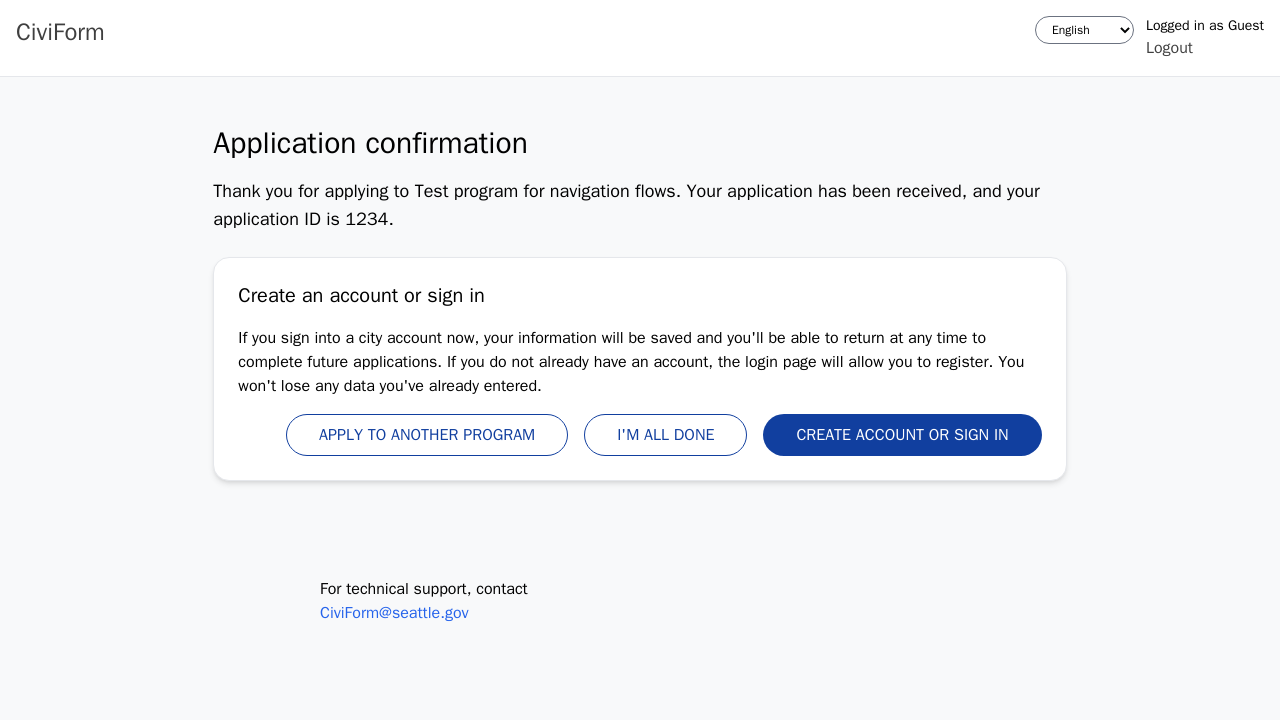 CiviForm
English
Logged in as Guest
Logout
Application confirmation
Thank you for applying to Test program for navigation flows. Your application has been received, and your
application ID is 1234.
Create an account or sign in
If you sign into a city account now, your information will be saved and you'll be able to return at any time to
complete future applications. If you do not already have an account, the login page will allow you to register. You
won't lose any data you've already entered.
APPLY TO ANOTHER PROGRAM
I'M ALL DONE
CREATE ACCOUNT OR SIGN IN
For technical support, contact
CiviForm@seattle.gov